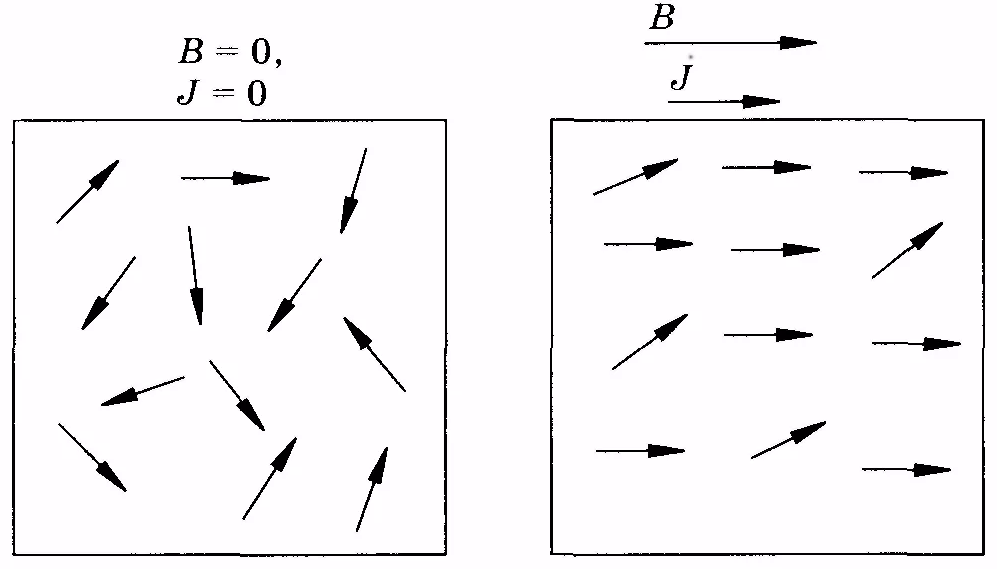 B = 0,
J = 0
B
J